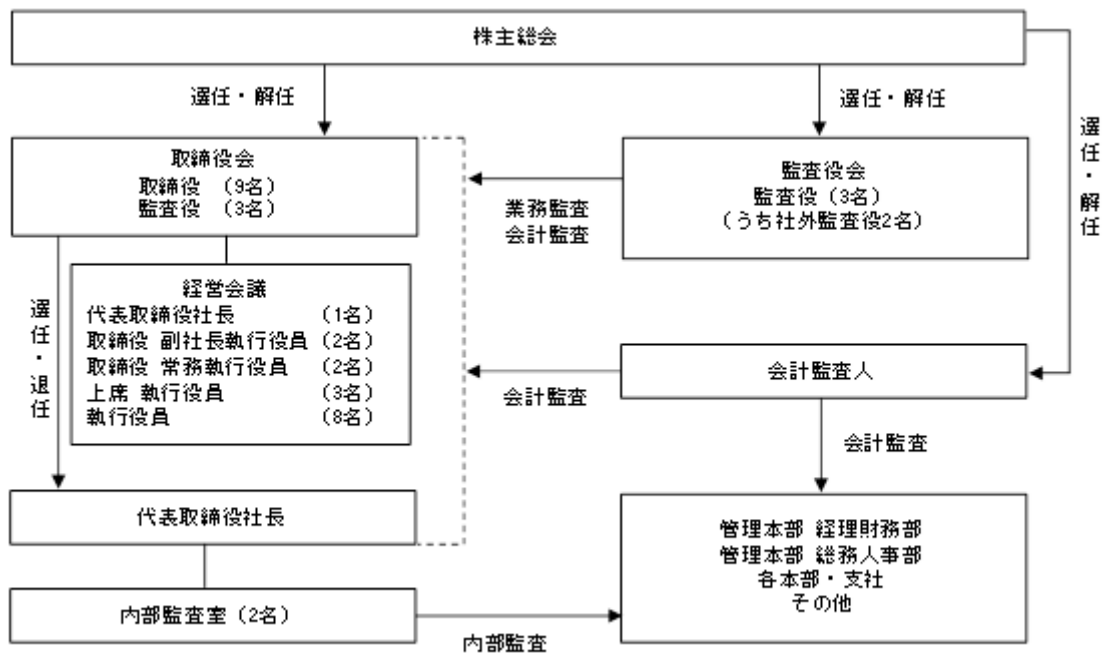 株主総会
選任・解任
選任・解任
選任・解任
取締役会
取締役 (9名)
監査役 (3名)
監査役会
監査役(3名)
(うち社外監査役2名)
業務監査
会計監査
経営会議
代表取締役社長 (1名)
取締役 副社長執行役員 (2名)
取締役 常務執行役員 (2名)
上席 執行役員 (3名)
執行役員 (8名)
選任・退任
会計監査人
会計監査
会計監査
代表取締役社長
管理本部 経理財務部
管理本部 総務人事部
各本部・支社
その他
内部監査室(2名)
内部監査